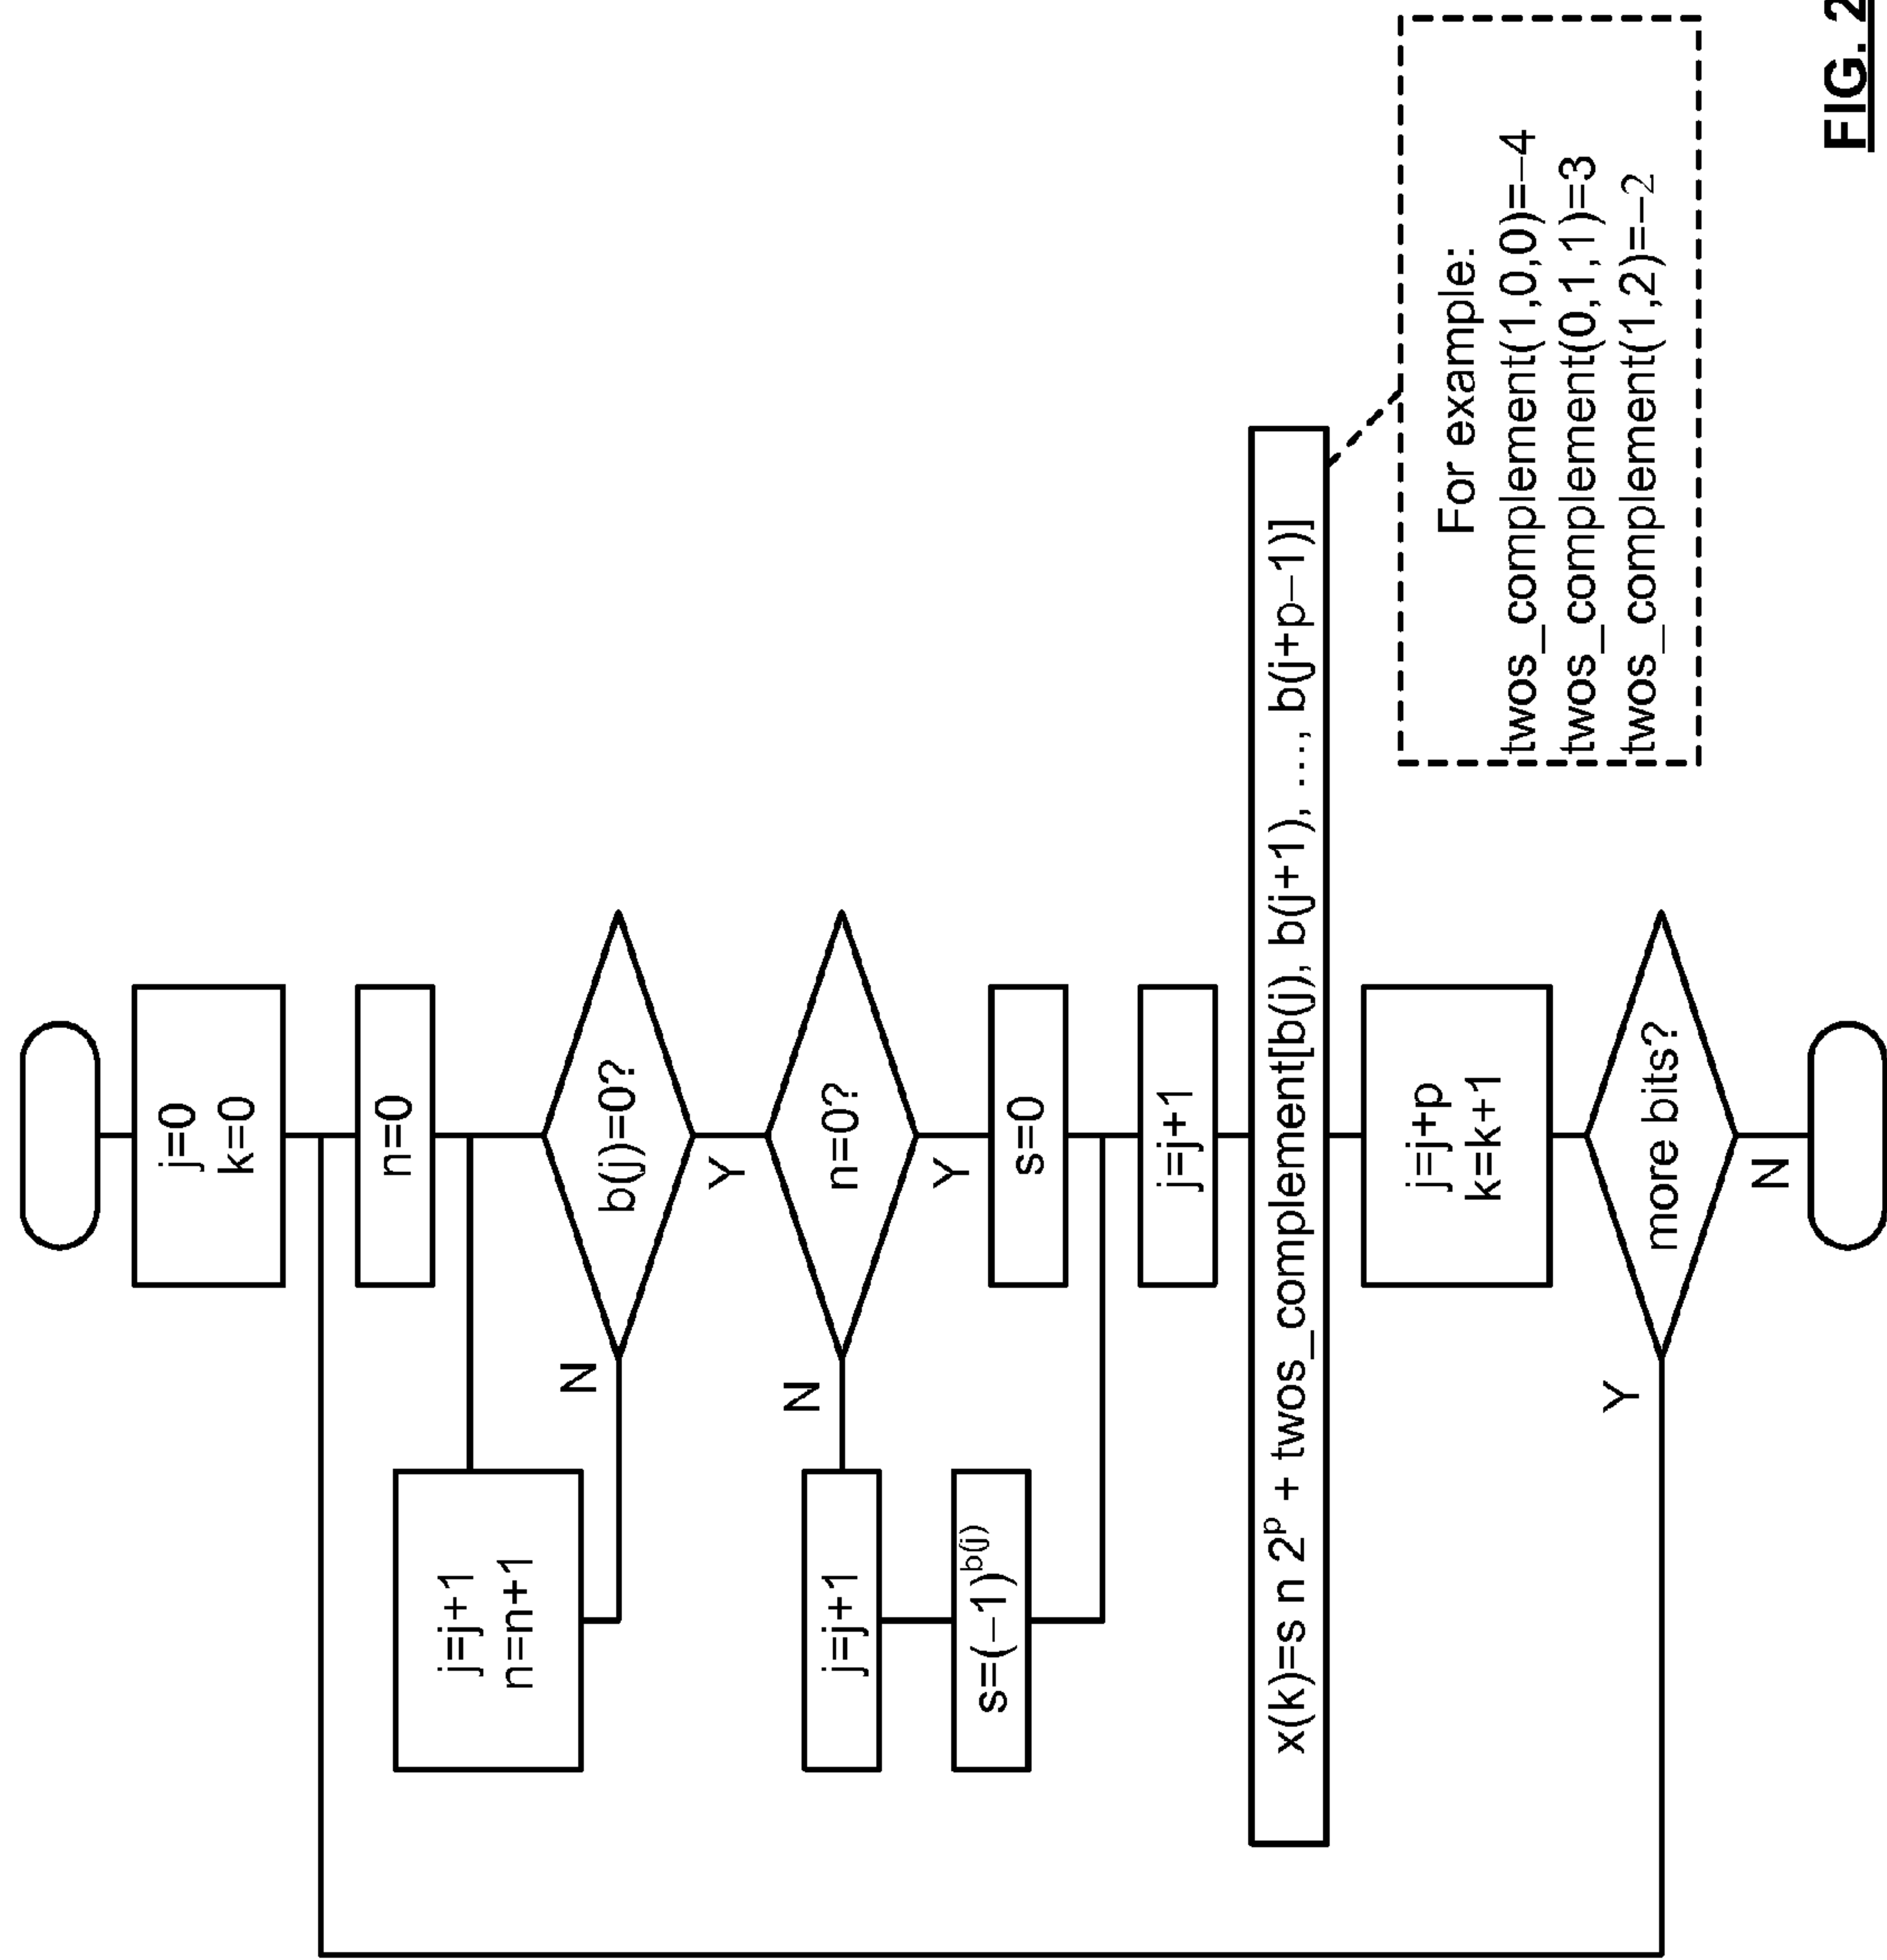 j=0
k=0
n=0
b(j)=0?
N
Y
j=j+1
n=n+1
n=0?
N
Y
j=j+1
s=(−1)^b(j)
s=0
j=j+1
x(k)=s n 2^p + twos_complement[b(j), b(j+1), …, b(j+p−1)]
For example:
twos_complement(1,0,0)=−4
twos_complement(0,1,1)=3
twos_complement(1,2)=−2
j=j+p
k=k+1
more bits?
Y
N
FIG. 2